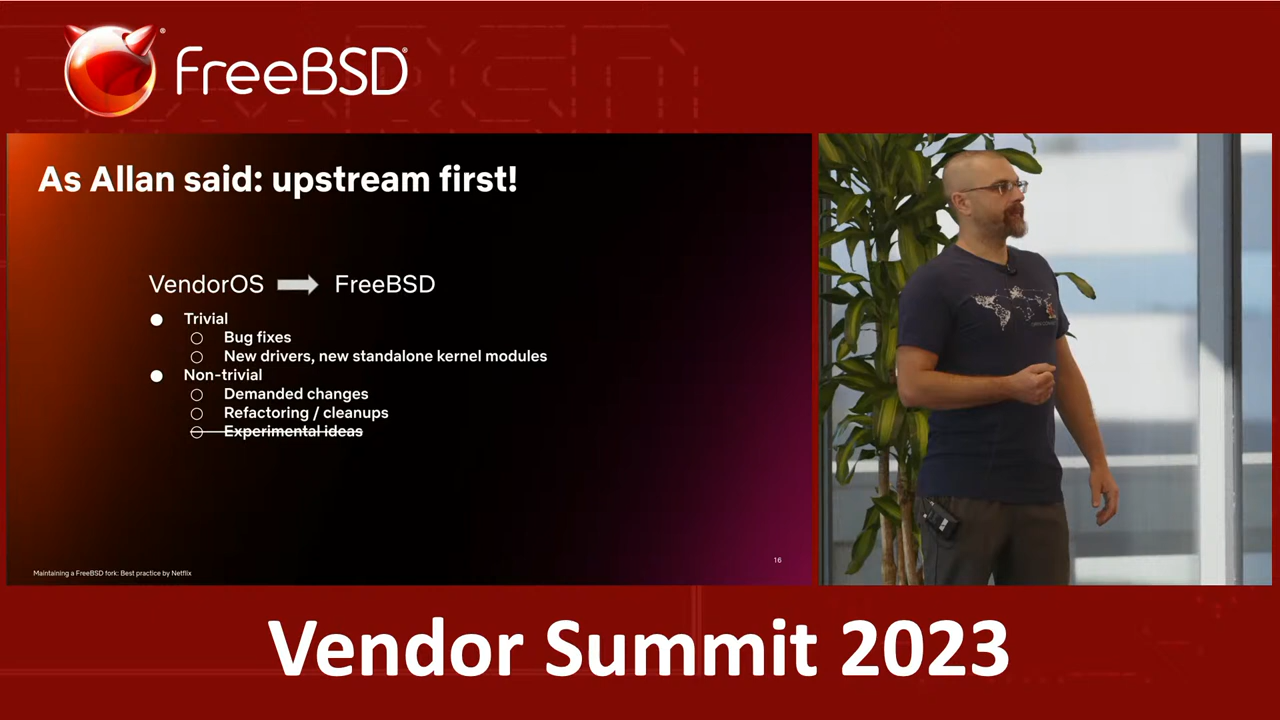 FreeBSD®
As Allan said: upstream first!
VendorOS FreeBSD
● Trivial
○ Bug fixes
○ New drivers, new standalone kernel modules
● Non-trivial
○ Demanded changes
○ Refactoring / cleanups
○ Experimental ideas
16
Maintaining a FreeBSD fork: Best practice by Netflix
Vendor Summit 2023